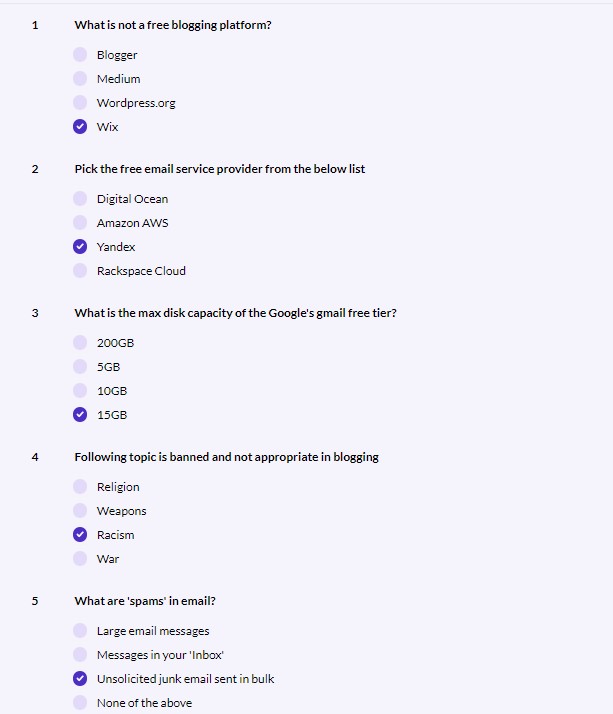 1 What is not a free blogging platform?
Blogger
Medium
Wordpress.org
Wix
2 Pick the free email service provider from the below list
Digital Ocean
Amazon AWS
Yandex
Rackspace Cloud
3 What is the max disk capacity of the Google's gmail free tier?
200GB
5GB
10GB
15GB
4 Following topic is banned and not appropriate in blogging
Religion
Weapons
Racism
War
5 What are 'spams' in email?
Large email messages
Messages in your 'Inbox'
Unsolicited junk email sent in bulk
None of the above